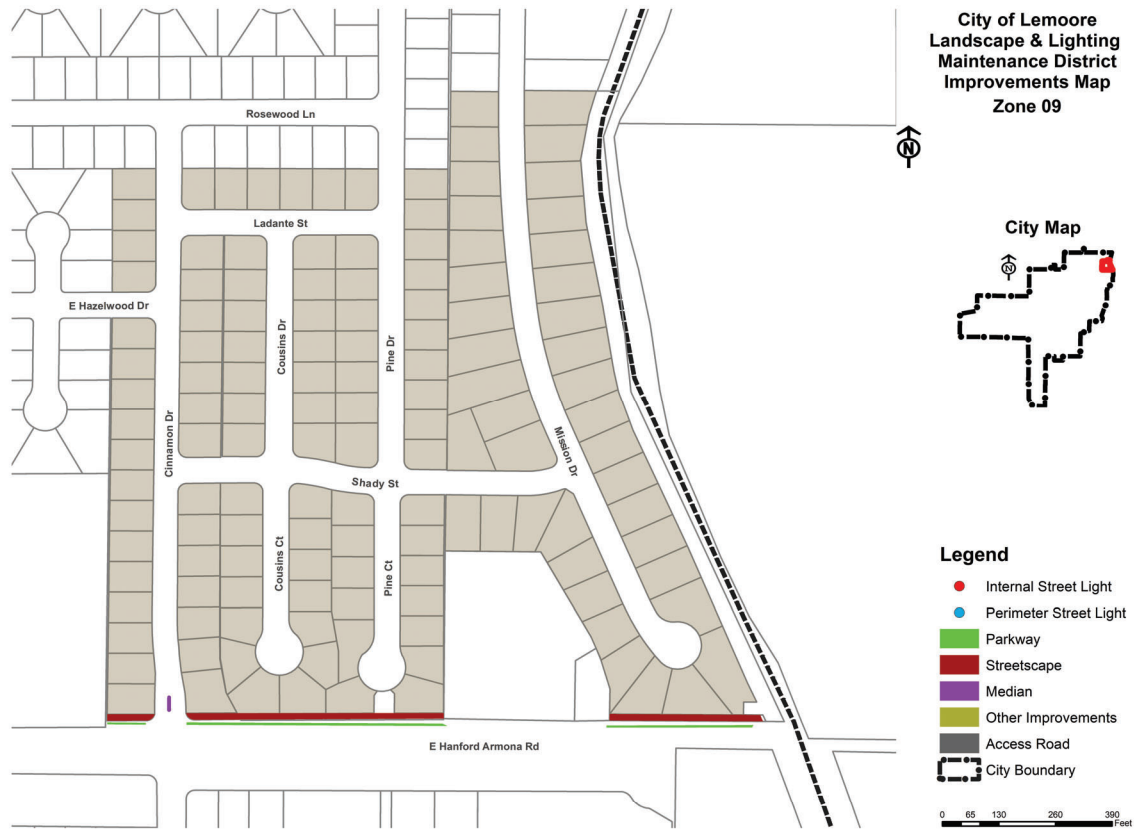 City of Lemoore
Landscape & Lighting
Maintenance District
Improvements Map
Zone 09
N
City Map
N
Rosewood Ln
Ladante St
E Hazelwood Dr
Cousins Dr
Pine Dr
Cinnamon Dr
Mission Dr
Shady St
Cousins Ct
Pine Ct
E Hanford Armona Rd
Legend
Internal Street Light
Perimeter Street Light
Parkway
Streetscape
Median
Other Improvements
Access Road
City Boundary
0 65 130 260 390
Feet